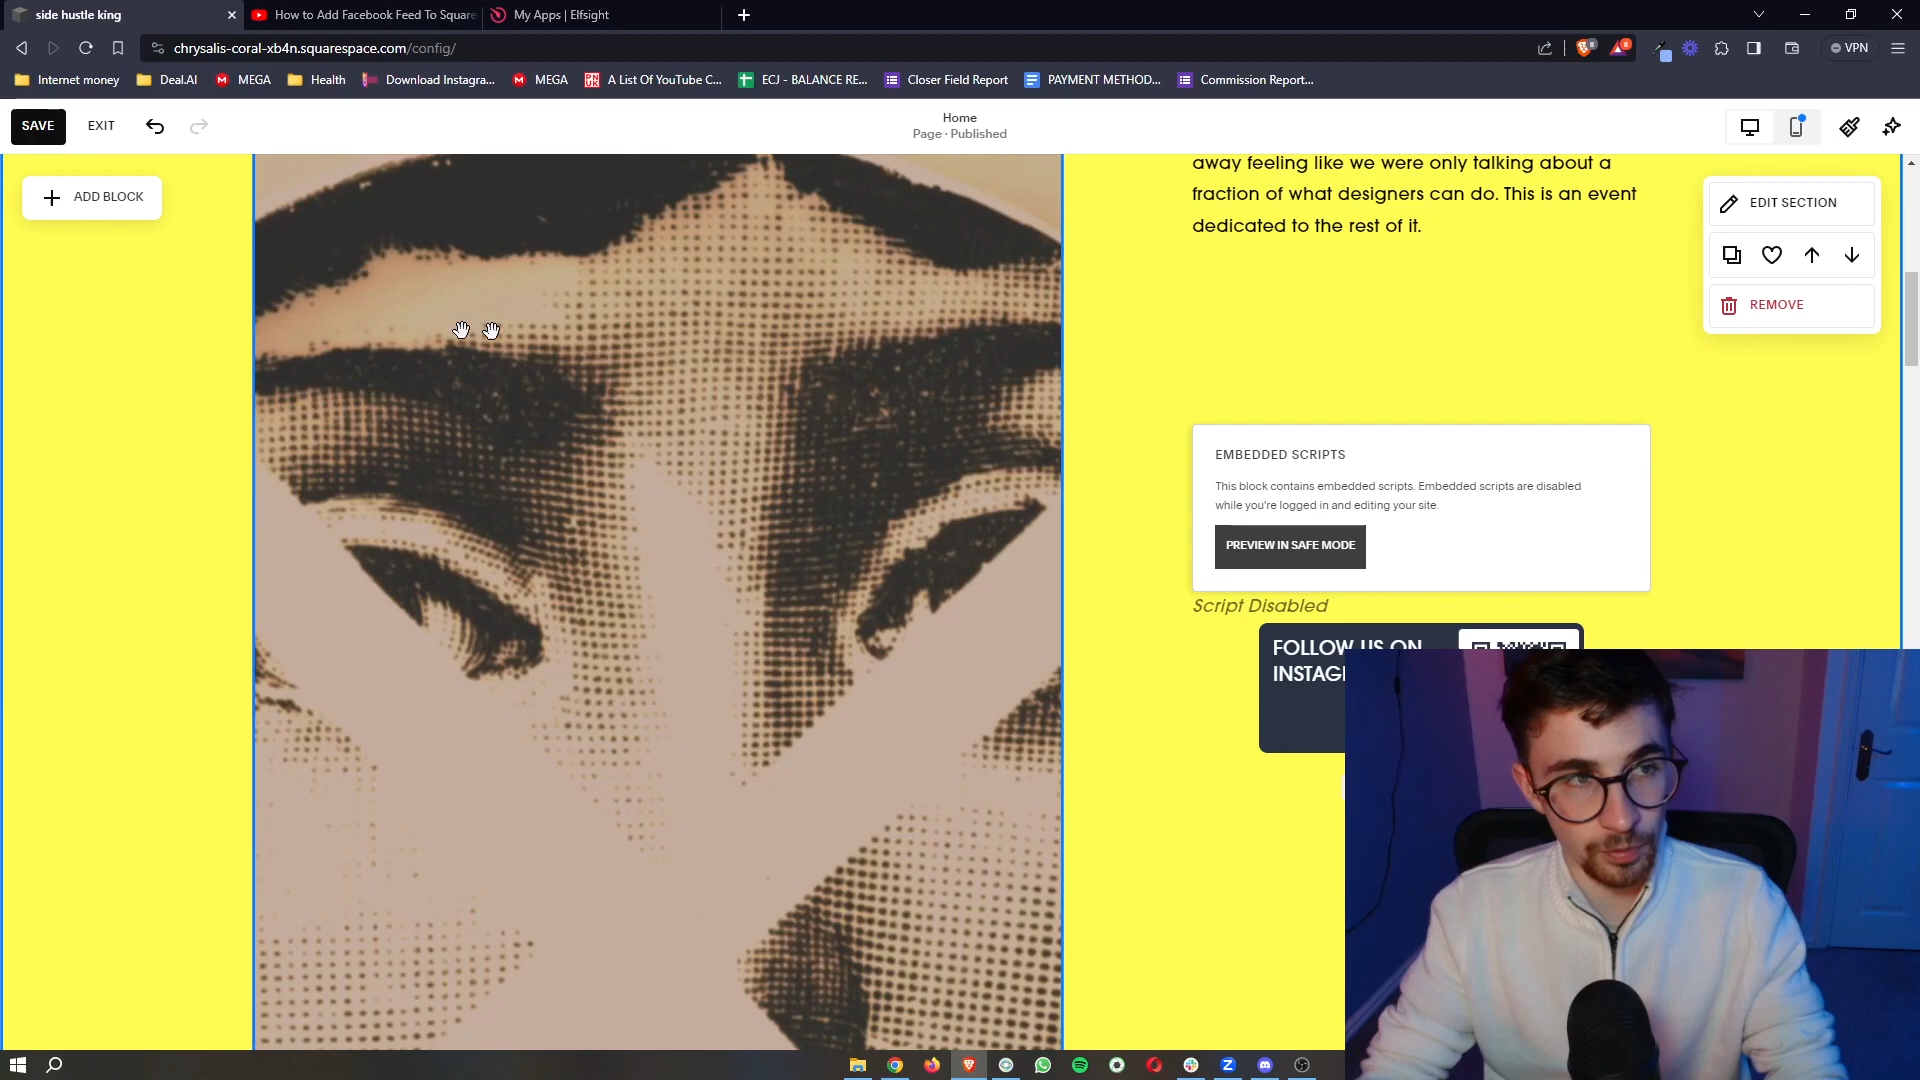 side hustle king
How to Add Facebook Feed To Square
My Apps | Elfsight
chrysalis-coral-xb4n.squarespace.com/config/
8
8
VPN
Internet money
Deal.AI
MEGA
Health
Download Instagra...
MEGA
A List Of YouTube C...
ECJ - BALANCE RE...
Closer Field Report
PAYMENT METHOD...
Commission Report...
SAVE
EXIT
Home
Page · Published
ADD BLOCK
away feeling like we were only talking about a
fraction of what designers can do. This is an event
dedicated to the rest of it.
EDIT SECTION
REMOVE
EMBEDDED SCRIPTS
This block contains embedded scripts. Embedded scripts are disabled
while you're logged in and editing your site.
PREVIEW IN SAFE MODE
Script Disabled
FOLLOW US ON